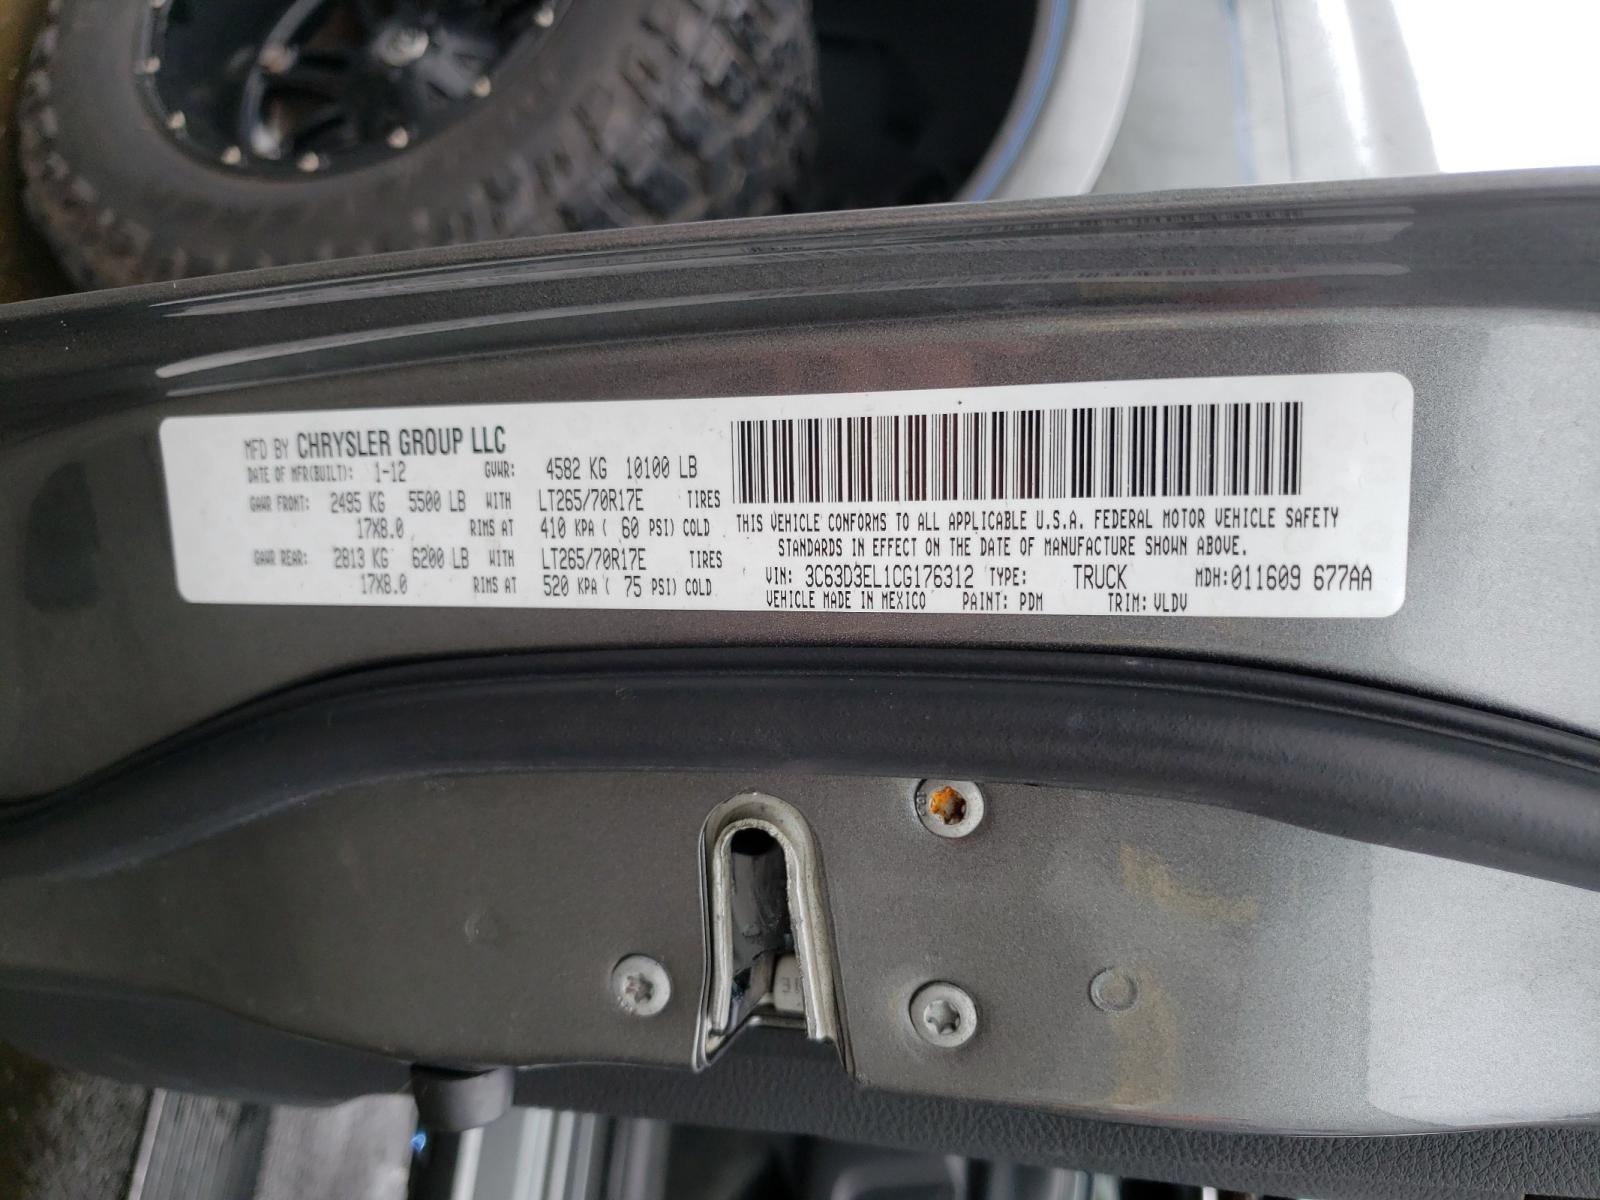 MFD BY CHRYSLER GROUP LLC
DATE OF MFR(BUILT): 1-12 GVWR: 4582 KG 10100 LB
GAWR FRONT: 2495 KG 5500 LB WITH LT265/70R17E TIRES
17X8.0 RIMS AT 410 KPA ( 60 PSI) COLD
GAWR REAR: 2813 KG 6200 LB WITH LT265/70R17E TIRES
17X8.0 RIMS AT 520 KPA ( 75 PSI) COLD
THIS VEHICLE CONFORMS TO ALL APPLICABLE U.S.A. FEDERAL MOTOR VEHICLE SAFETY
STANDARDS IN EFFECT ON THE DATE OF MANUFACTURE SHOWN ABOVE.
VIN: 3C63D3EL1CG176312 TYPE: TRUCK MDH:011609 677AA
VEHICLE MADE IN MEXICO PAINT: PDM TRIM: VLDV